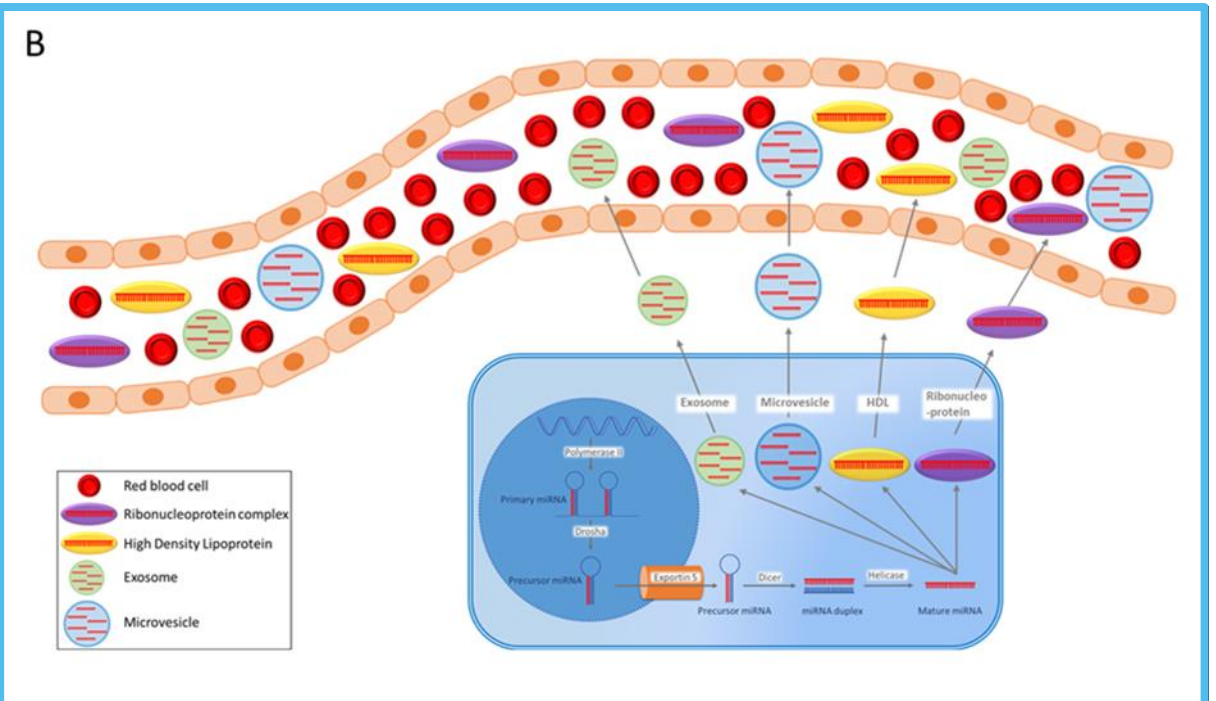 B
Exosome
Microvesicle
HDL
Ribonucleo
-protein
Polymerase II
Primary miRNA
Drosha
Precursor miRNA
Exportin 5
Precursor miRNA
Dicer
miRNA duplex
Helicase
Mature miRNA
Red blood cell
Ribonucleoprotein complex
High Density Lipoprotein
Exosome
Microvesicle